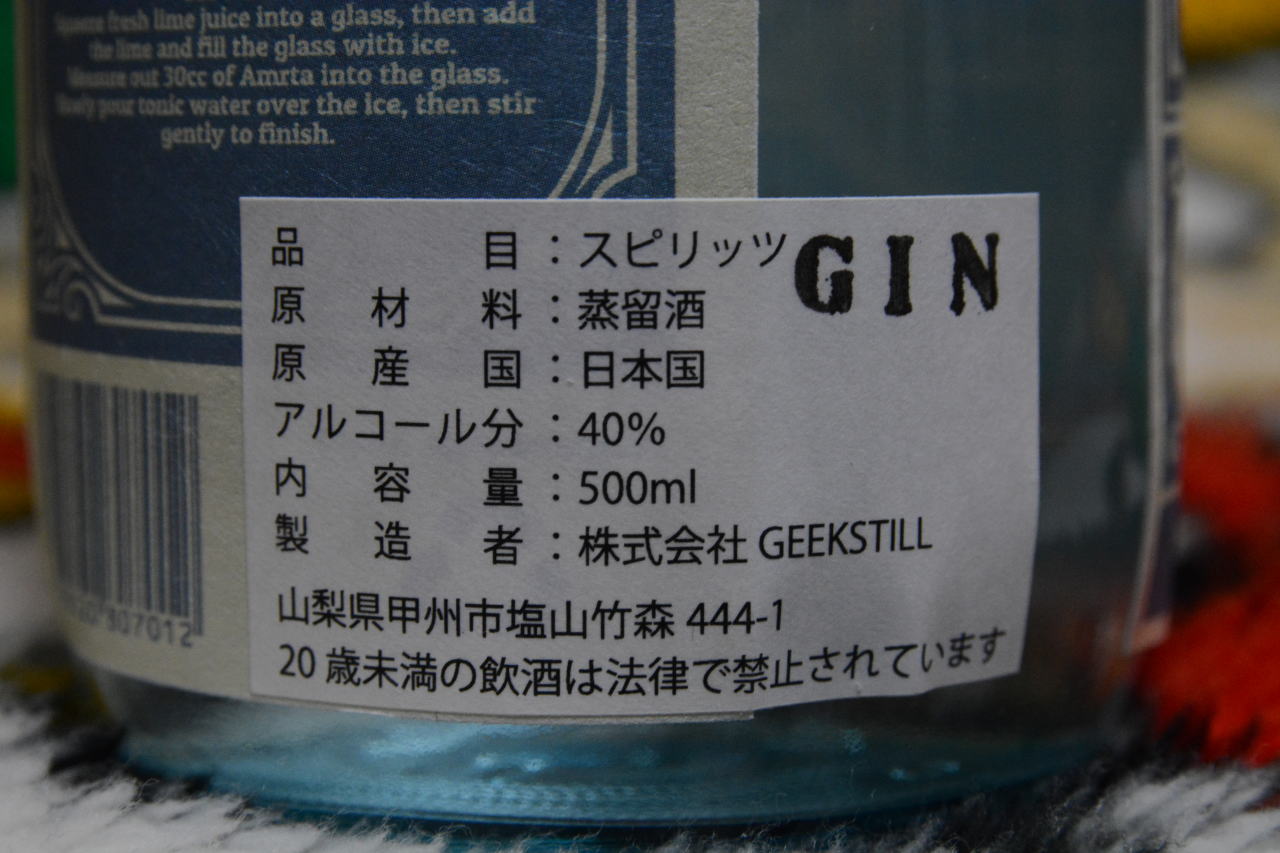 Squeeze fresh lime juice into a glass, then add
the lime and fill the glass with ice.
Measure out 30cc of Amrta into the glass.
Slowly pour tonic water over the ice, then stir
gently to finish.
品目：スピリッツ GIN
原材料：蒸留酒
原産国：日本国
アルコール分：40%
内容量：500ml
製造者：株式会社 GEEKSTILL
山梨県甲州市塩山竹森 444-1
20 歳未満の飲酒は法律で禁止されています
907012